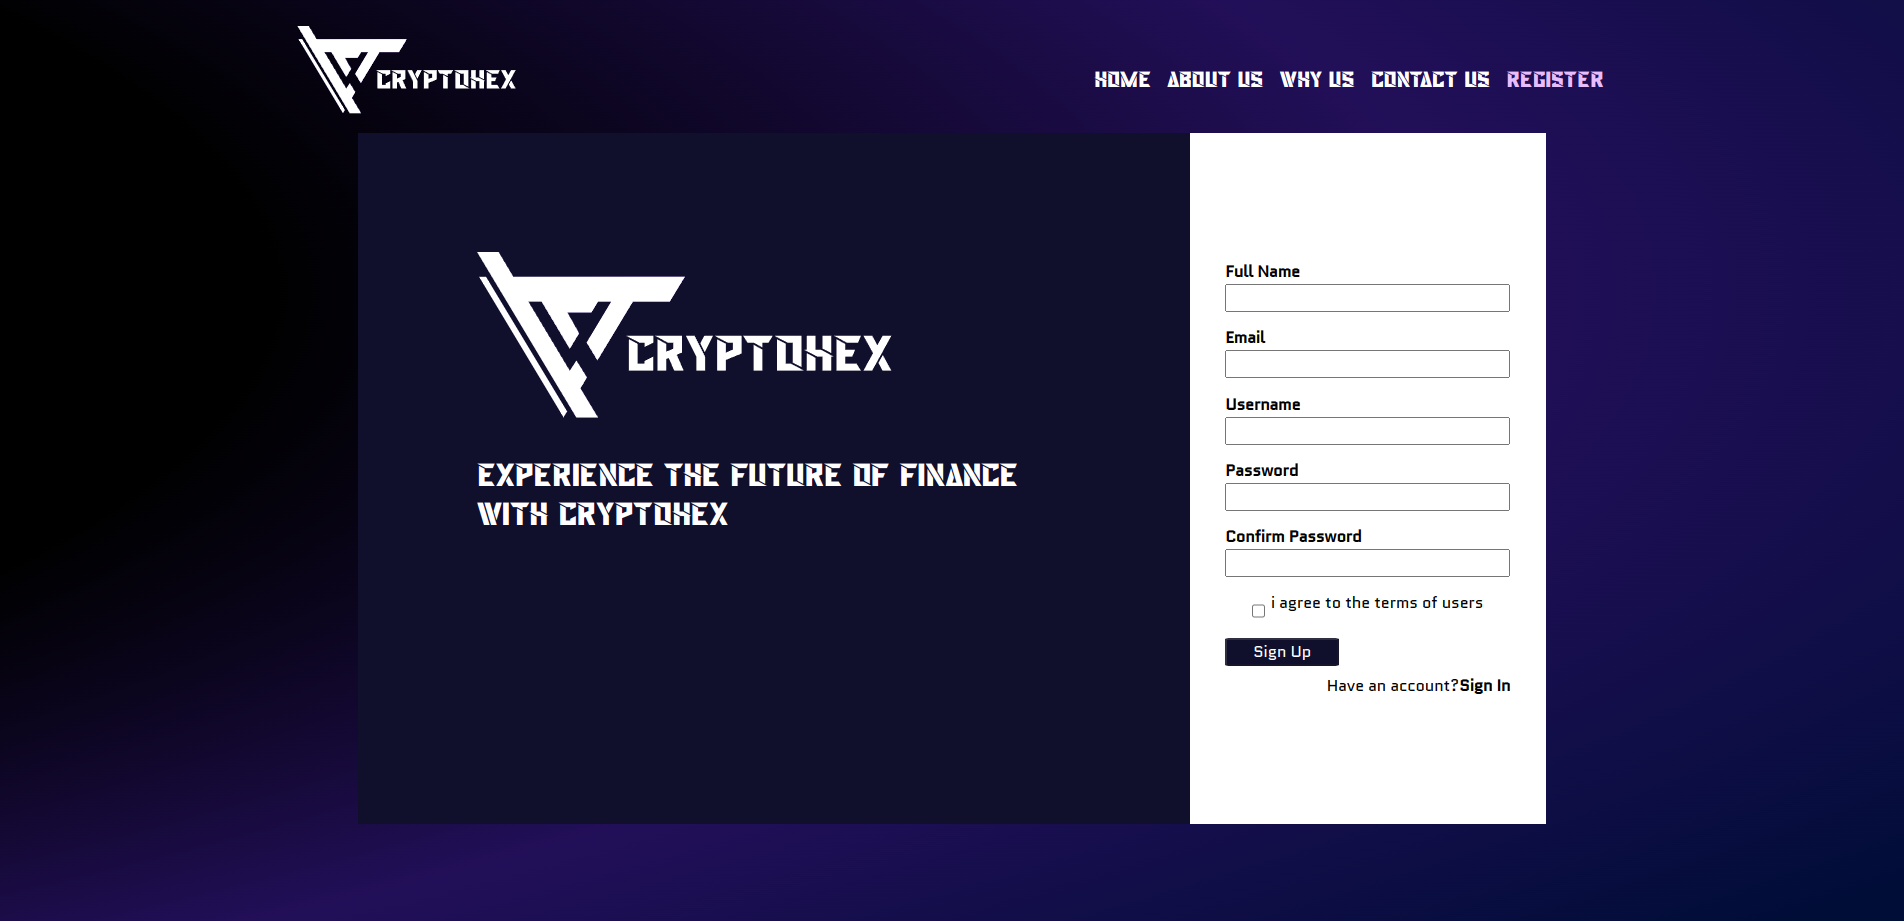 CRYPTOHEX
HOME ABOUT US WHY US CONTACT US REGISTER
CRYPTOHEX
EXPERIENCE THE FUTURE OF FINANCE
WITH CRYPTOHEX
Full Name
Email
Username
Password
Confirm Password
i agree to the terms of users
Sign Up
Have an account?Sign In